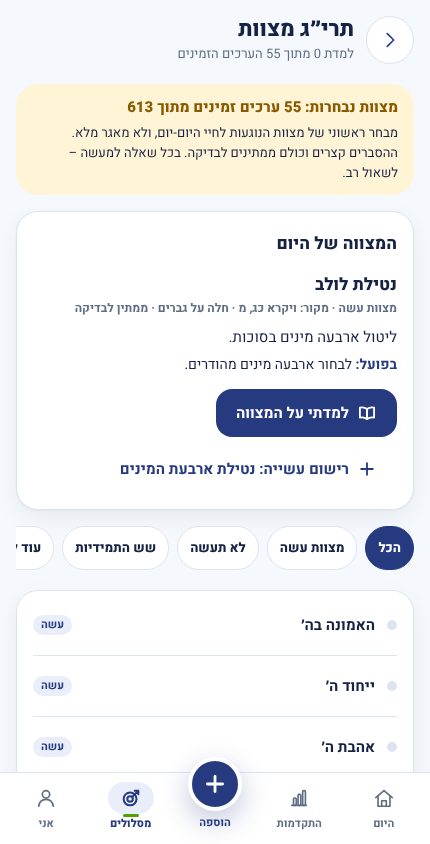 תרי״ג מצוות
למדת 0 מתוך 55 הערכים הזמינים
מצוות נבחרות: 55 ערכים זמינים מתוך 613
מבחר ראשוני של מצוות הנוגעות לחיי היום-יום, ולא מאגר מלא.
ההסברים קצרים וכולם ממתינים לבדיקה. בכל שאלה למעשה –
לשאול רב.
המצווה של היום
נטילת לולב
מצוות עשה · מקור: ויקרא כג, מ · חלה על גברים · ממתין לבדיקה
ליטול ארבעה מינים בסוכות.
בפועל: לבחור ארבעה מינים מהודרים.
למדתי על המצווה
רישום עשייה: נטילת ארבעת המינים
הכל
מצוות עשה
לא תעשה
שש התמידיות
עוד
האמונה בה׳
עשה
ייחוד ה׳
עשה
אהבת ה׳
עשה
היום
התקדמות
הוספה
מסלולים
אני